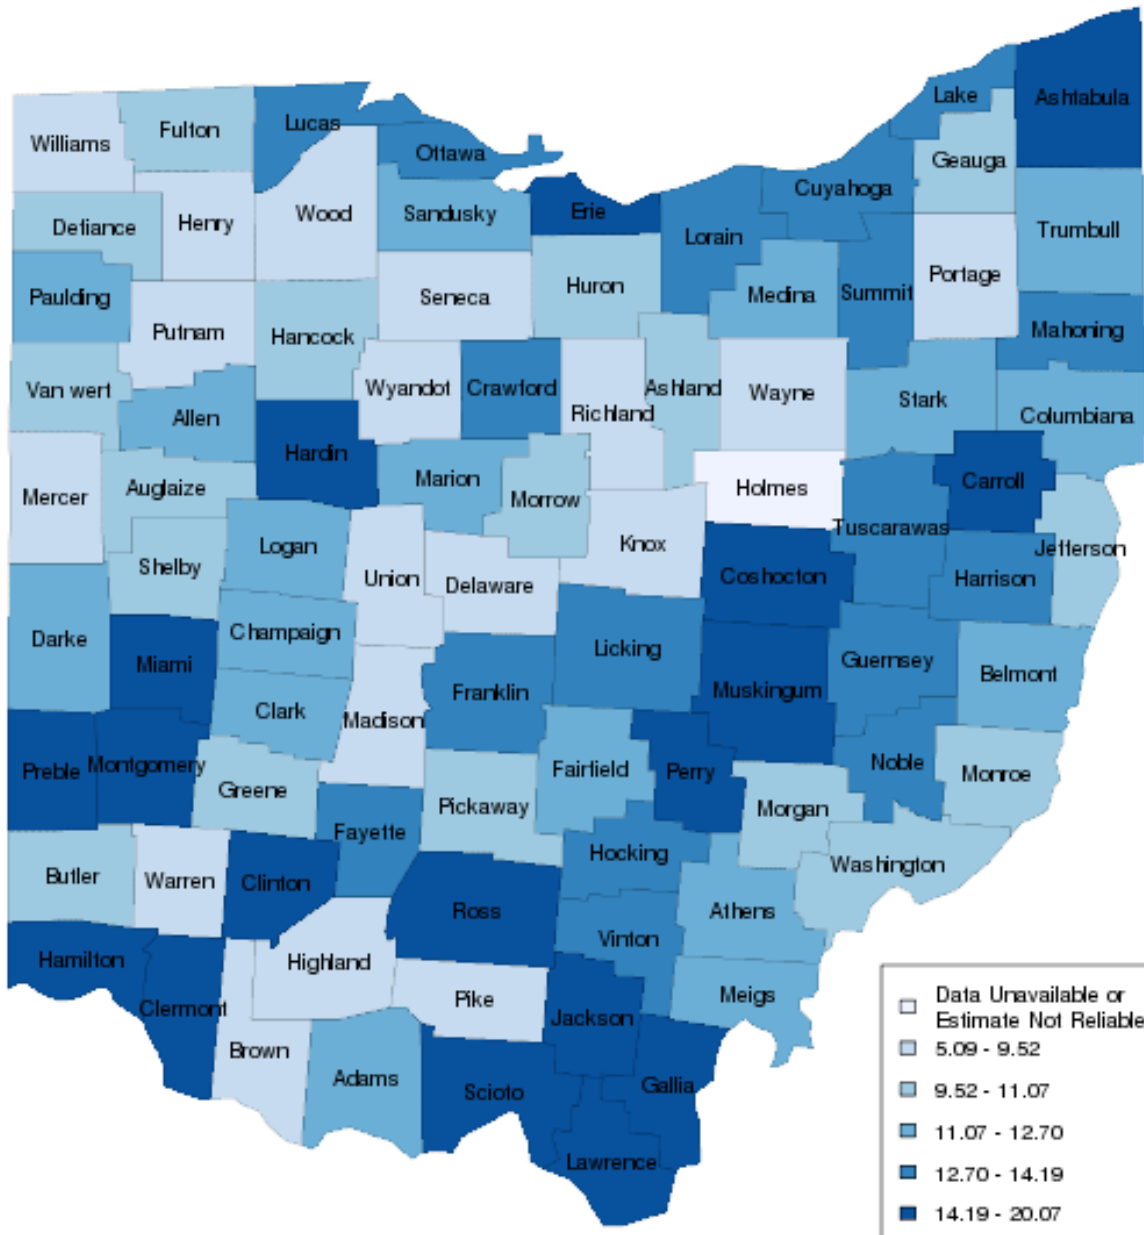 Lake
Ashtabula
Williams
Fulton
Lucas
Ottawa
Geauga
Cuyahoga
Defiance
Henry
Wood
Sandusky
Erie
Lorain
Trumbull
Paulding
Seneca
Huron
Medina
Summit
Portage
Putnam
Hancock
Mahoning
Van wert
Allen
Wyandot
Crawford
Richland
Ashland
Wayne
Stark
Columbiana
Hardin
Mercer
Auglaize
Marion
Morrow
Holmes
Carroll
Tuscarawas
Shelby
Logan
Union
Delaware
Knox
Coshocton
Harrison
Jefferson
Darke
Miami
Champaign
Licking
Guernsey
Belmont
Clark
Madison
Franklin
Muskingum
Preble
Montgomery
Greene
Pickaway
Fairfield
Perry
Noble
Monroe
Morgan
Fayette
Hocking
Washington
Butler
Warren
Clinton
Ross
Athens
Vinton
Hamilton
Highland
Pike
Meigs
Clermont
Jackson
Brown
Adams
Scioto
Gallia
Lawrence
Data Unavailable or
Estimate Not Reliable
5.09 - 9.52
9.52 - 11.07
11.07 - 12.70
12.70 - 14.19
14.19 - 20.07